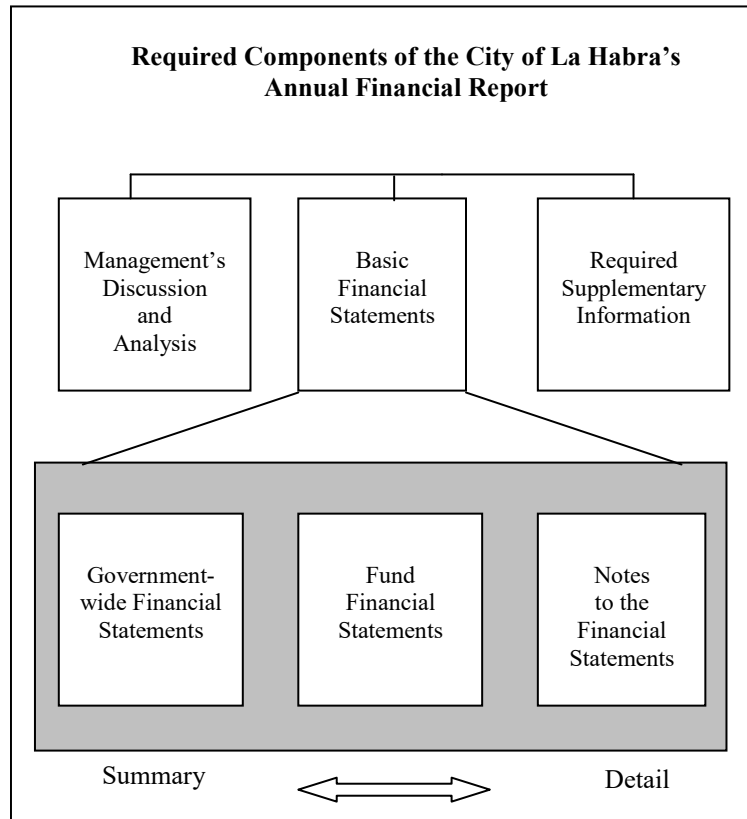 Required Components of the City of La Habra’s
Annual Financial Report
Management’s
Discussion
and
Analysis
Basic
Financial
Statements
Required
Supplementary
Information
Government-
wide Financial
Statements
Fund
Financial
Statements
Notes
to the
Financial
Statements
Summary
Detail